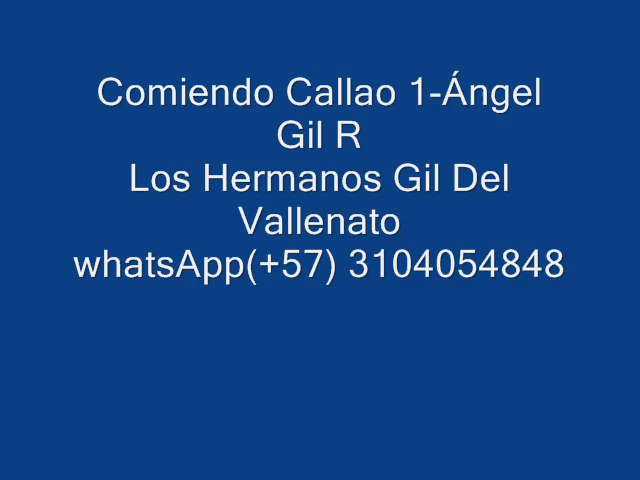 Comiendo Callao 1-Ángel
Gil R
Los Hermanos Gil Del
Vallenato
whatsApp(+57) 3104054848